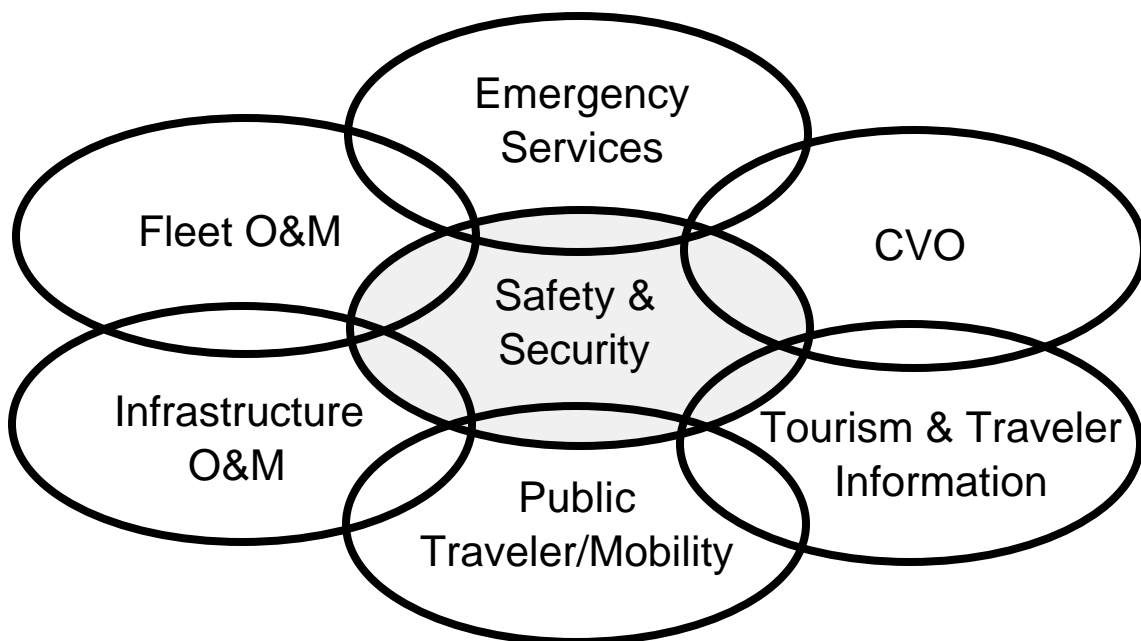 Emergency
Services
Fleet O&M
CVO
Safety &
Security
Infrastructure
O&M
Tourism & Traveler
Information
Public
Traveler/Mobility